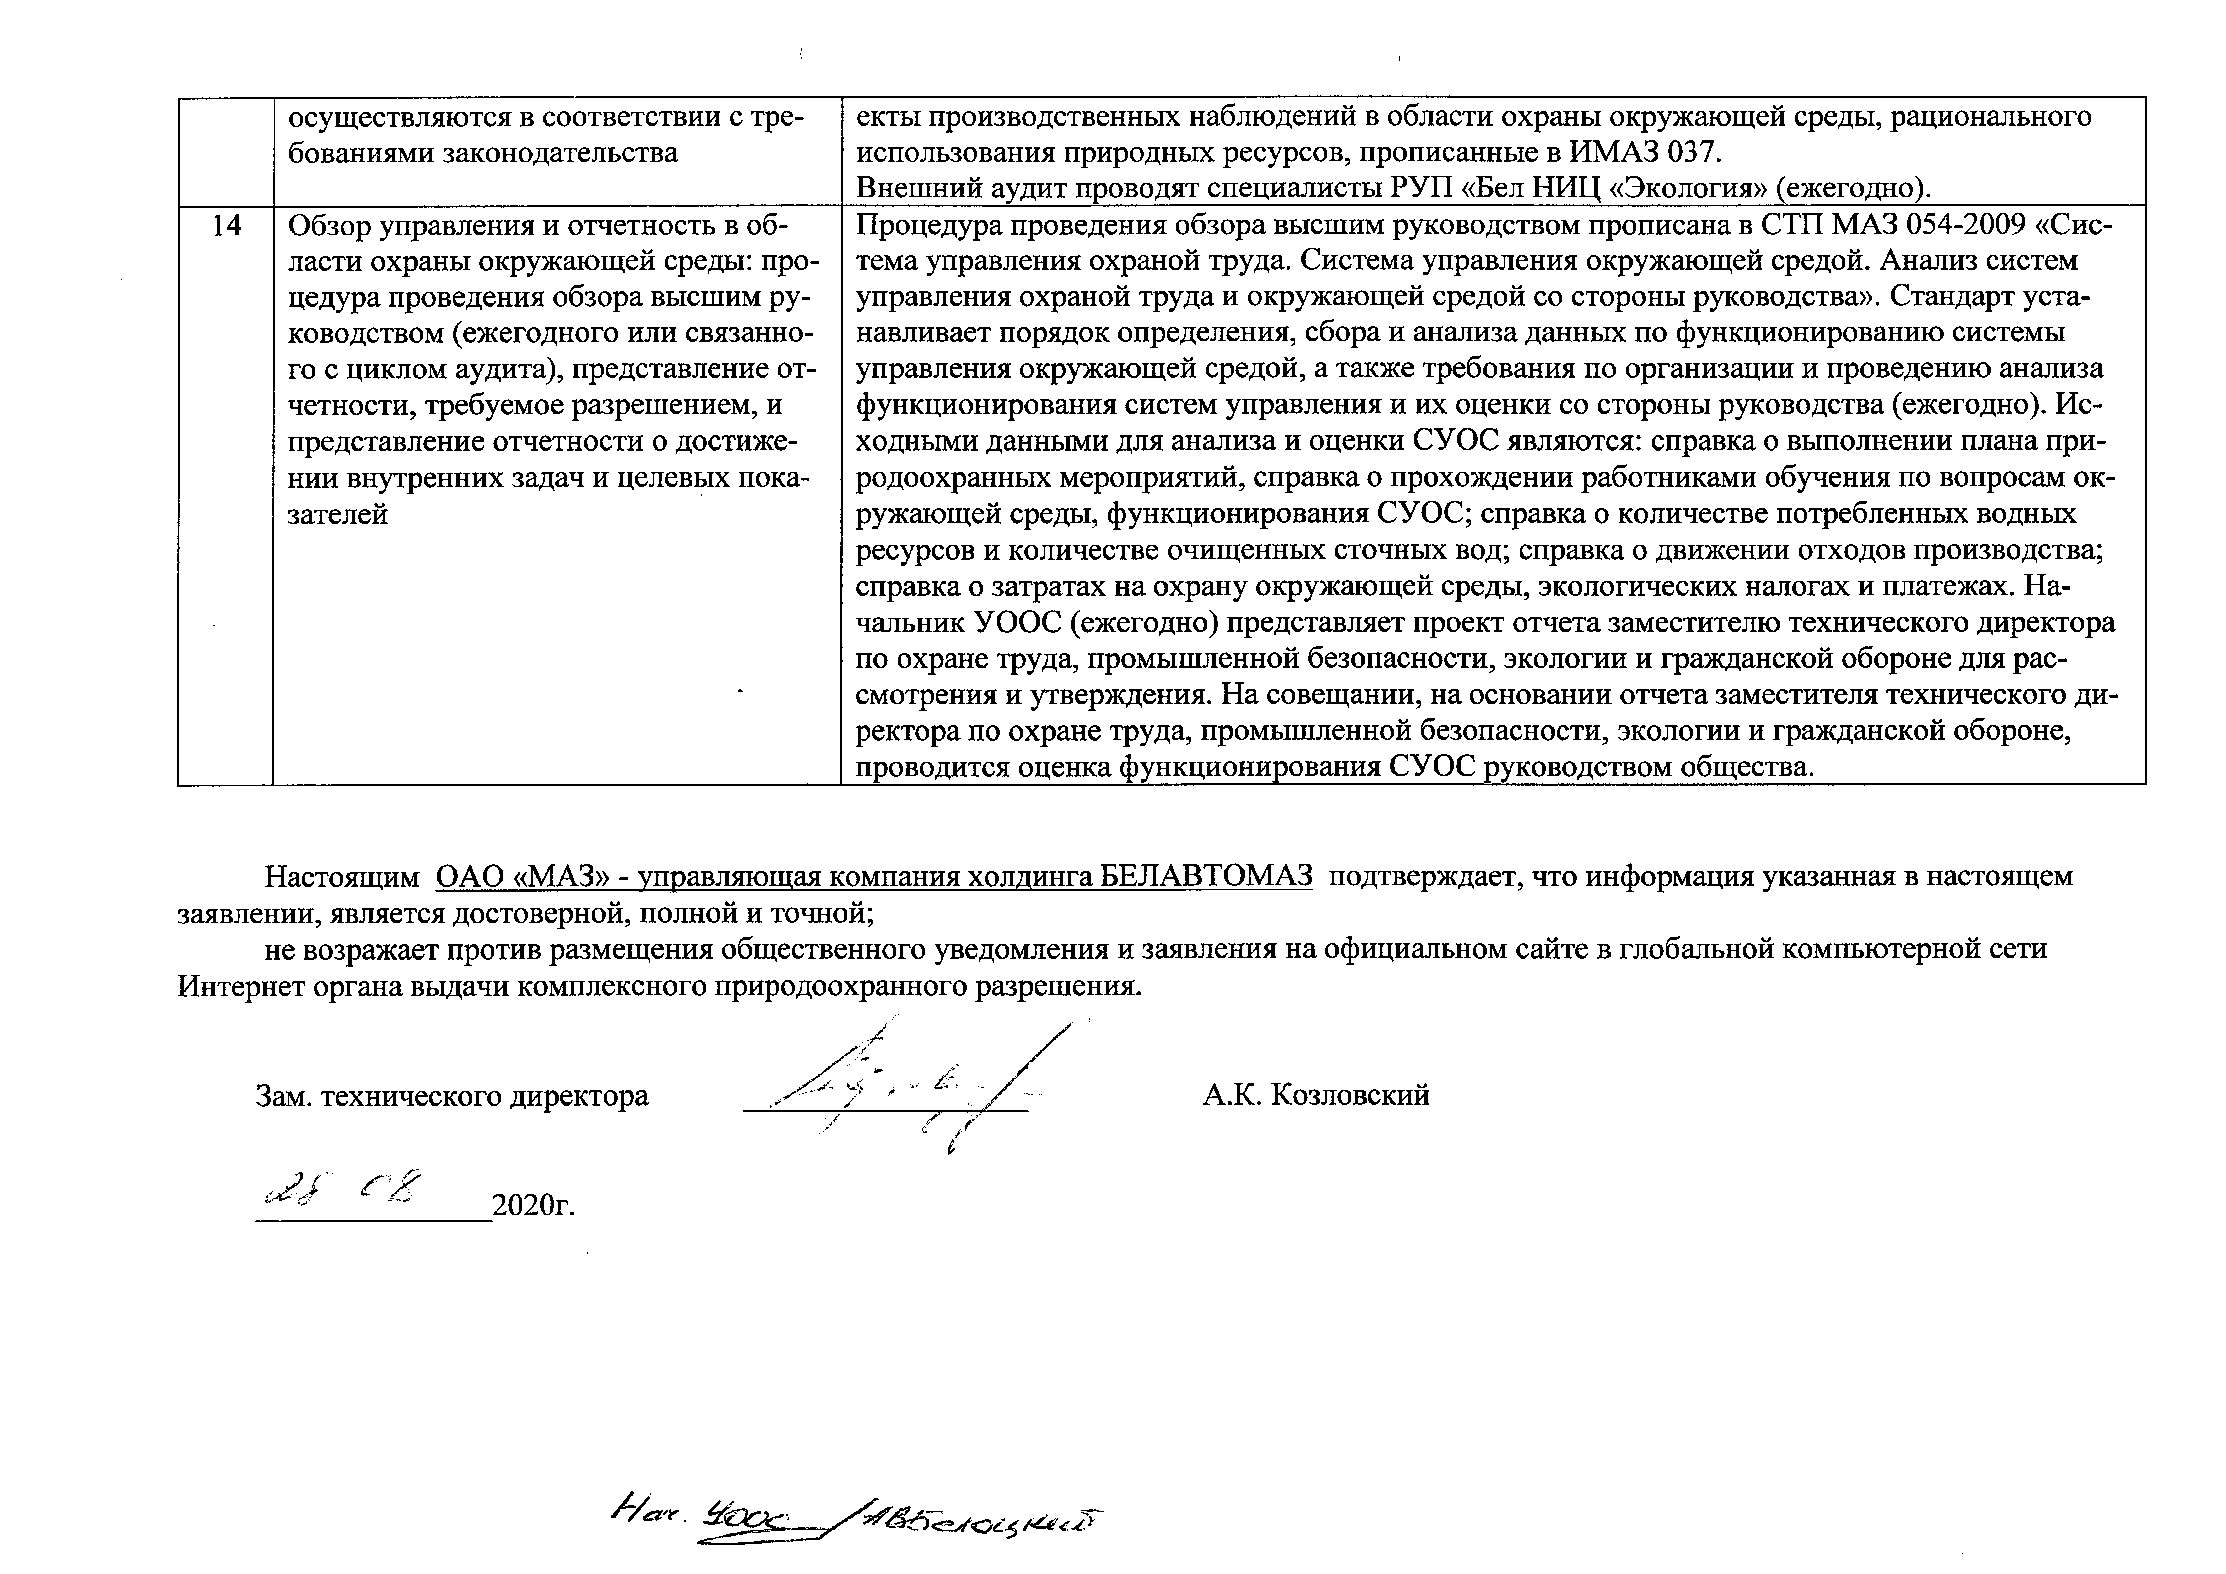 осуществляются в соответствии с тре-
бованиями законодательства
екты производственных наблюдений в области охраны окружающей среды, рационального
использования природных ресурсов, прописанные в ИМАЗ 037.
Внешний аудит проводят специалисты РУП «Бел НИЦ «Экология» (ежегодно).
14
Обзор управления и отчетность в об-
ласти охраны окружающей среды: про-
цедура проведения обзора высшим ру-
ководством (ежегодного или связанно-
го с циклом аудита), представление от-
четности, требуемое разрешением, и
представление отчетности о достиже-
нии внутренних задач и целевых пока-
зателей
Процедура проведения обзора высшим руководством прописана в СТП МАЗ 054-2009 «Сис-
тема управления охраной труда. Система управления окружающей средой. Анализ систем
управления охраной труда и окружающей средой со стороны руководства». Стандарт уста-
навливает порядок определения, сбора и анализа данных по функционированию системы
управления окружающей средой, а также требования по организации и проведению анализа
функционирования систем управления и их оценки со стороны руководства (ежегодно). Ис-
ходными данными для анализа и оценки СУОС являются: справка о выполнении плана при-
родоохранных мероприятий, справка о прохождении работниками обучения по вопросам ок-
ружающей среды, функционирования СУОС; справка о количестве потребленных водных
ресурсов и количестве очищенных сточных вод; справка о движении отходов производства;
справка о затратах на охрану окружающей среды, экологических налогах и платежах. На-
чальник УООС (ежегодно) представляет проект отчета заместителю технического директора
по охране труда, промышленной безопасности, экологии и гражданской обороне для рас-
смотрения и утверждения. На совещании, на основании отчета заместителя технического ди-
ректора по охране труда, промышленной безопасности, экологии и гражданской обороне,
проводится оценка функционирования СУОС руководством общества.
Настоящим ОАО «МАЗ» - управляющая компания холдинга БЕЛАВТОМАЗ подтверждает, что информация указанная в настоящем
заявлении, является достоверной, полной и точной;
не возражает против размещения общественного уведомления и заявления на официальном сайте в глобальной компьютерной сети
Интернет органа выдачи комплексного природоохранного разрешения.
Зам. технического директора А.К. Козловский
08 2020г.
Нач. УООС АВБелоцкий